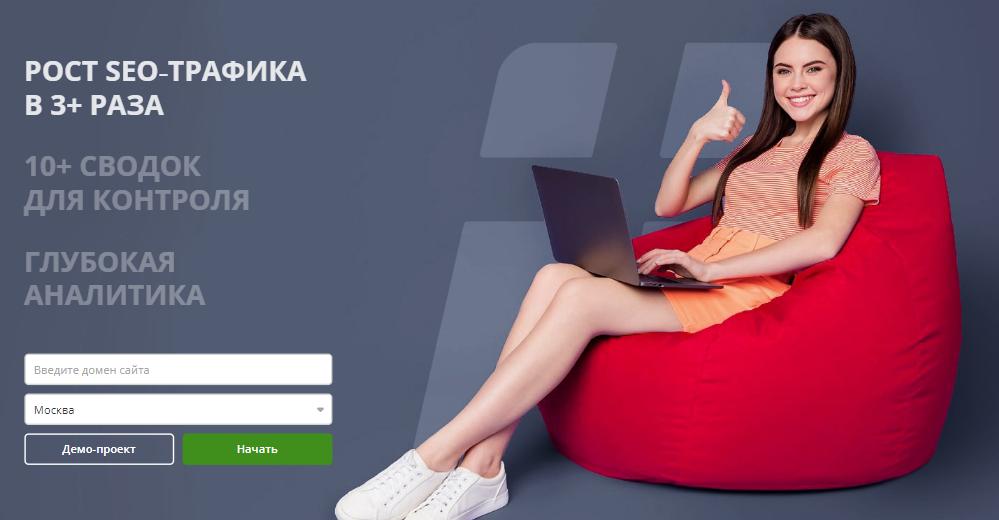 РОСТ SEO-ТРАФИКА
В 3+ РАЗА
10+ СВОДОК
ДЛЯ КОНТРОЛЯ
ГЛУБОКАЯ
АНАЛИТИКА
Введите домен сайта
Москва
Демо-проект
Начать